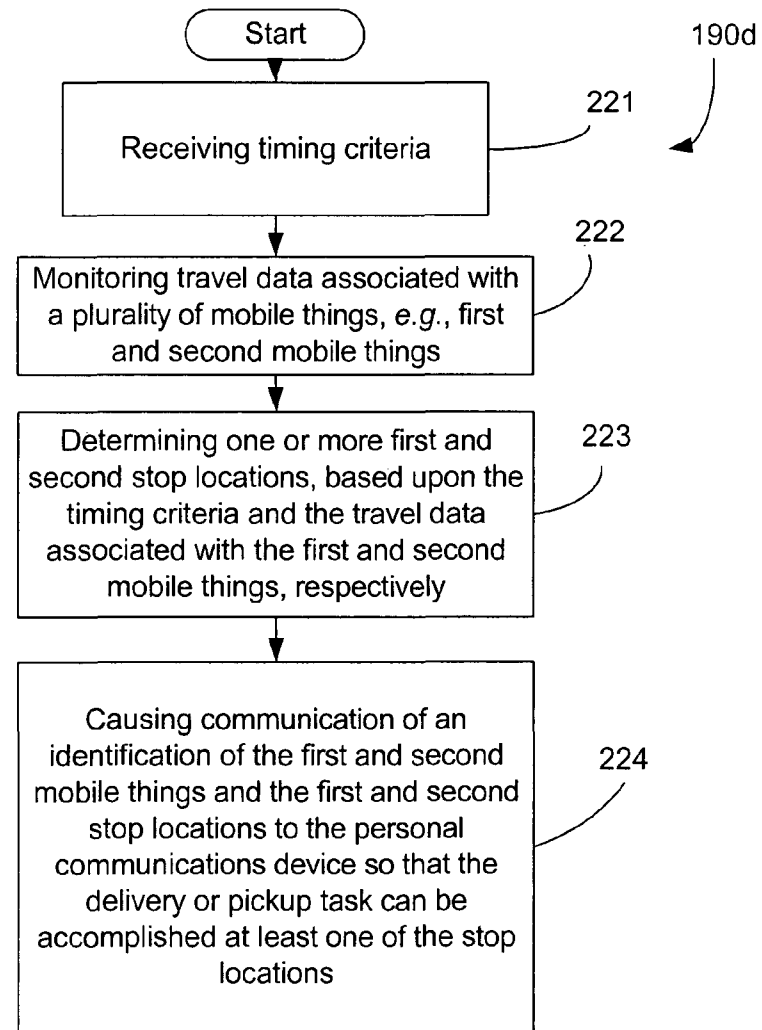 Start
190d
221
Receiving timing criteria
222
Monitoring travel data associated with
a plurality of mobile things, e.g., first
and second mobile things
223
Determining one or more first and
second stop locations, based upon the
timing criteria and the travel data
associated with the first and second
mobile things, respectively
224
Causing communication of an
identification of the first and second
mobile things and the first and second
stop locations to the personal
communications device so that the
delivery or pickup task can be
accomplished at least one of the stop
locations